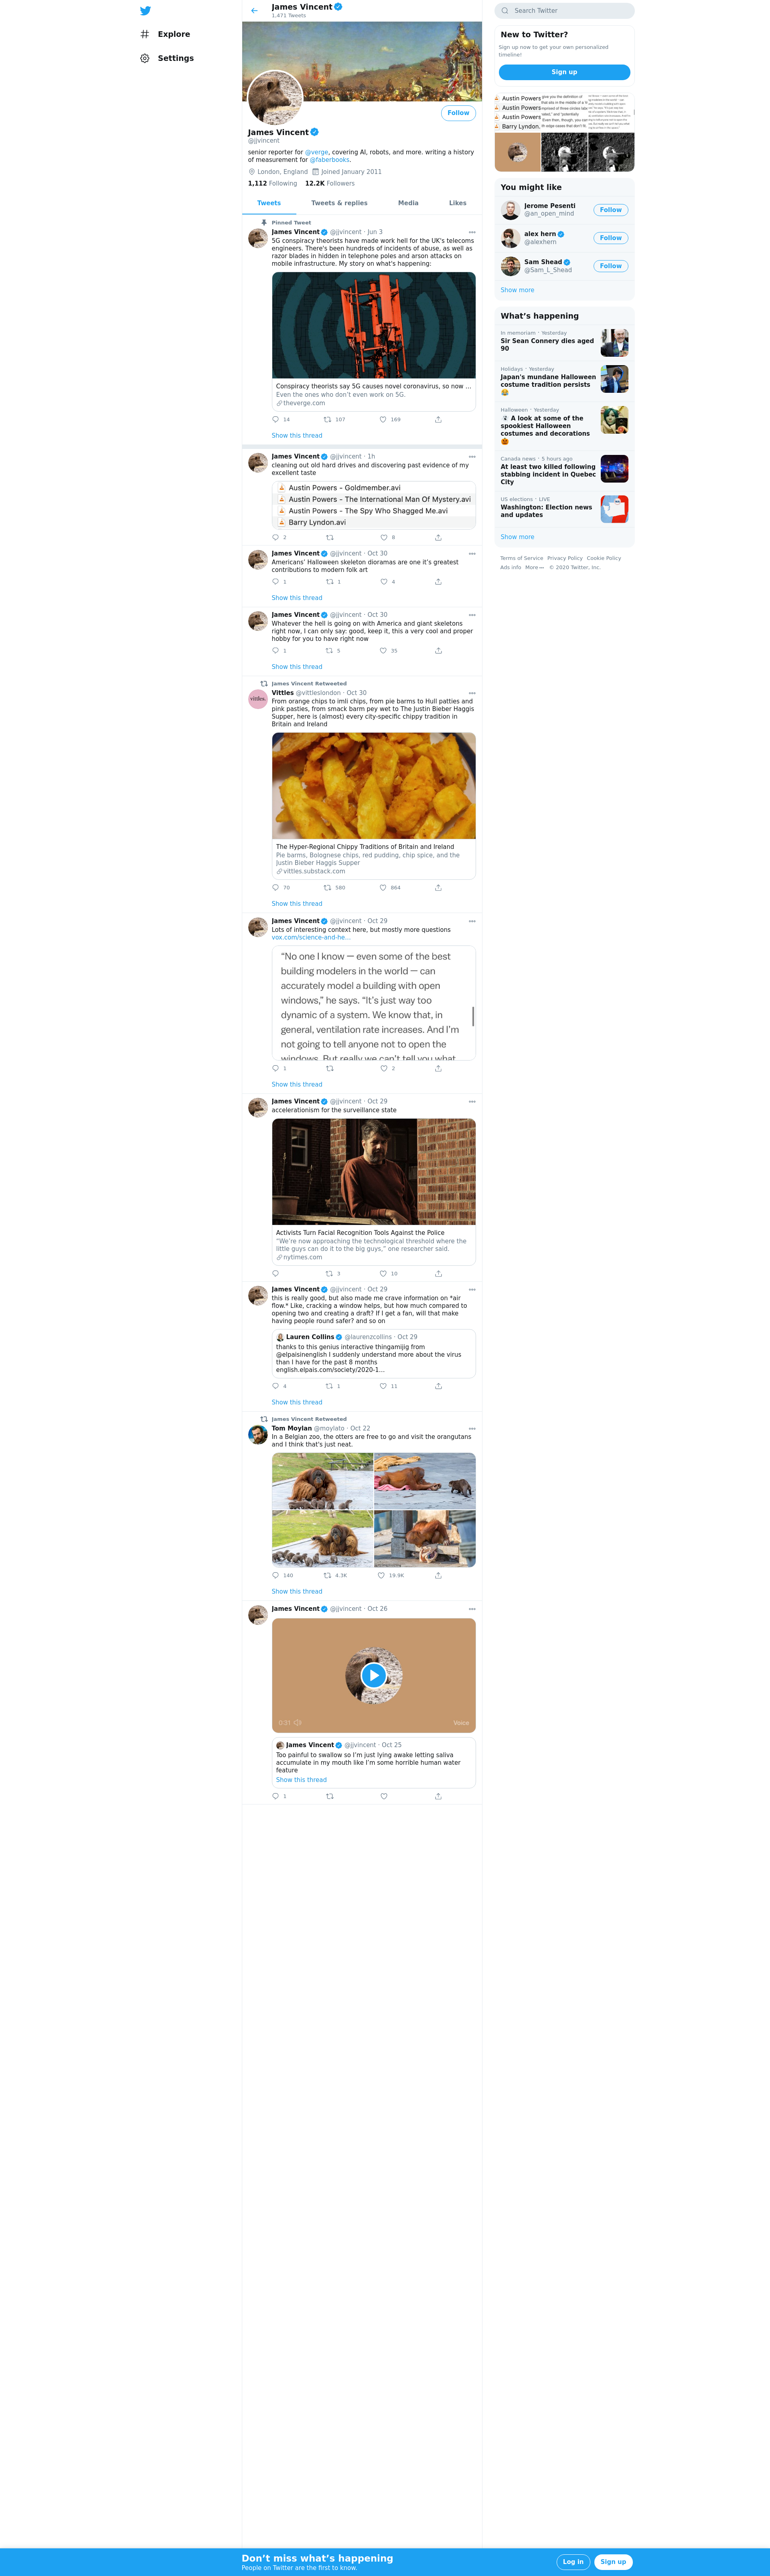 Explore
Settings
James Vincent
1,471 Tweets
Follow
James Vincent
@jjvincent
senior reporter for @verge, covering AI, robots, and more. writing a history
of measurement for @faberbooks.
London, England Joined January 2011
1,112 Following 12.2K Followers
Tweets Tweets & replies Media Likes
Pinned Tweet
James Vincent @jjvincent · Jun 3
5G conspiracy theorists have made work hell for the UK's telecoms
engineers. There's been hundreds of incidents of abuse, as well as
razor blades in hidden in telephone poles and arson attacks on
mobile infrastructure. My story on what's happening:
Conspiracy theorists say 5G causes novel coronavirus, so now ...
Even the ones who don't even work on 5G.
theverge.com
14 107 169
Show this thread
James Vincent @jjvincent · 1h
cleaning out old hard drives and discovering past evidence of my
excellent taste
Austin Powers - Goldmember.avi
Austin Powers - The International Man Of Mystery.avi
Austin Powers - The Spy Who Shagged Me.avi
Barry Lyndon.avi
2 8
James Vincent @jjvincent · Oct 30
Americans' Halloween skeleton dioramas are one it's greatest
contributions to modern folk art
1 1 4
Show this thread
James Vincent @jjvincent · Oct 30
Whatever the hell is going on with America and giant skeletons
right now, I can only say: good, keep it, this a very cool and proper
hobby for you to have right now
1 5 35
Show this thread
James Vincent Retweeted
vittles.
Vittles @vittleslondon · Oct 30
From orange chips to imli chips, from pie barms to Hull patties and
pink pasties, from smack barm pey wet to The Justin Bieber Haggis
Supper, here is (almost) every city-specific chippy tradition in
Britain and Ireland
The Hyper-Regional Chippy Traditions of Britain and Ireland
Pie barms, Bolognese chips, red pudding, chip spice, and the
Justin Bieber Haggis Supper
vittles.substack.com
70 580 864
Show this thread
James Vincent @jjvincent · Oct 29
Lots of interesting context here, but mostly more questions
vox.com/science-and-he...
“No one I know — even some of the best
building modelers in the world — can
accurately model a building with open
windows,” he says. “It's just way too
dynamic of a system. We know that, in
general, ventilation rate increases. And I'm
not going to tell anyone not to open the
windows. But really we can't tell you what
1 2
Show this thread
James Vincent @jjvincent · Oct 29
accelerationism for the surveillance state
Activists Turn Facial Recognition Tools Against the Police
“We're now approaching the technological threshold where the
little guys can do it to the big guys,” one researcher said.
nytimes.com
3 10
James Vincent @jjvincent · Oct 29
this is really good, but also made me crave information on *air
flow.* Like, cracking a window helps, but how much compared to
opening two and creating a draft? If I get a fan, will that make
having people round safer? and so on
Lauren Collins @laurenzcollins · Oct 29
thanks to this genius interactive thingamijig from
@elpaisinenglish I suddenly understand more about the virus
than I have for the past 8 months
english.elpais.com/society/2020-1...
4 1 11
Show this thread
James Vincent Retweeted
Tom Moylan @moylato · Oct 22
In a Belgian zoo, the otters are free to go and visit the orangutans
and I think that's just neat.
140 4.3K 19.9K
Show this thread
James Vincent @jjvincent · Oct 26
0:31 Voice
James Vincent @jjvincent · Oct 25
Too painful to swallow so I'm just lying awake letting saliva
accumulate in my mouth like I'm some horrible human water
feature
Show this thread
1
Search Twitter
New to Twitter?
Sign up now to get your own personalized
timeline!
Sign up
Austin Powers
Austin Powers
Austin Powers
Barry Lyndon.
You might like
Jerome Pesenti
@an_open_mind
Follow
alex hern
@alexhern
Follow
Sam Shead
@Sam_L_Shead
Follow
Show more
What's happening
In memoriam · Yesterday
Sir Sean Connery dies aged
90
Holidays · Yesterday
Japan's mundane Halloween
costume tradition persists
😂
Halloween · Yesterday
A look at some of the
spookiest Halloween
costumes and decorations
🎃
Canada news · 5 hours ago
At least two killed following
stabbing incident in Quebec
City
US elections · LIVE
Washington: Election news
and updates
Show more
Terms of Service Privacy Policy Cookie Policy
Ads info More ··· © 2020 Twitter, Inc.
Don't miss what's happening
People on Twitter are the first to know.
Log in Sign up